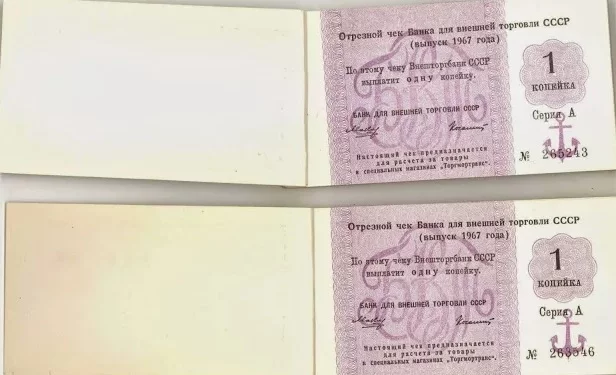 Отрезной чек Банка для внешней торговли СССР
(выпуск 1967 года)
По этому чеку Внешторгбанк СССР
выплатит одну копейку.
1
КОПЕЙКА
БАНК ДЛЯ ВНЕШНЕЙ ТОРГОВЛИ СССР
Серия А
Настоящий чек предназначается
для расчета за товары
в специальных магазинах „Торгмортранс".
№ 265243
Отрезной чек Банка для внешней торговли СССР
(выпуск 1967 года)
По этому чеку Внешторгбанк СССР
выплатит одну копейку.
1
КОПЕЙКА
БАНК ДЛЯ ВНЕШНЕЙ ТОРГОВЛИ СССР
Серия А
Настоящий чек предназначается
для расчета за товары
в специальных магазинах „Торгмортранс".
№